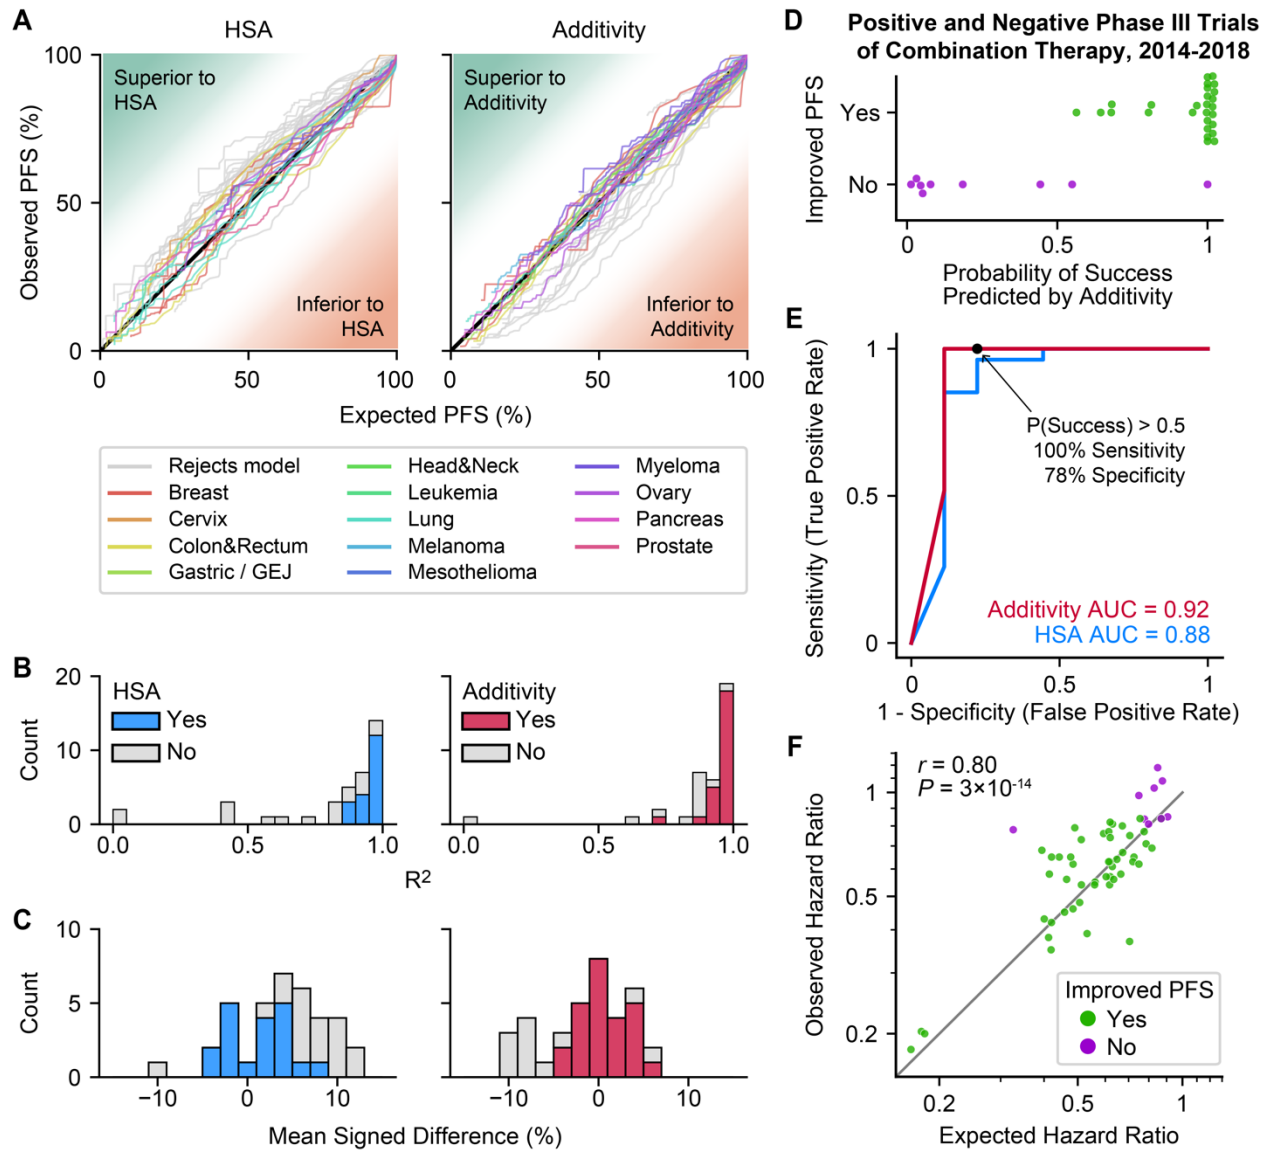 A
HSA
Additivity
Observed PFS (%)
100
50
0
Superior to
HSA
Inferior to
HSA
Superior to
Additivity
Inferior to
Additivity
0
50
100
0
50
100
Expected PFS (%)
Rejects model
Breast
Cervix
Colon&Rectum
Gastric / GEJ
Head&Neck
Leukemia
Lung
Melanoma
Mesothelioma
Myeloma
Ovary
Pancreas
Prostate
B
Count
20
10
0
HSA
Yes
No
Additivity
Yes
No
0.0
0.5
1.0
0.0
0.5
1.0
R²
C
Count
10
5
0
−10
0
10
−10
0
10
Mean Signed Difference (%)
D
Positive and Negative Phase III Trials
of Combination Therapy, 2014-2018
Improved PFS
Yes
No
0
0.5
1
Probability of Success
Predicted by Additivity
E
Sensitivity (True Positive Rate)
1
0.5
0
P(Success) > 0.5
100% Sensitivity
78% Specificity
Additivity AUC = 0.92
HSA AUC = 0.88
0
0.5
1
1 - Specificity (False Positive Rate)
F
r = 0.80
P = 3×10⁻¹⁴
Observed Hazard Ratio
1
0.5
0.2
Improved PFS
Yes
No
0.2
0.5
1
Expected Hazard Ratio